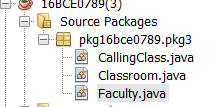 16BCE0789(3)
Source Packages
pkg16bce0789.pkg3
CallingClass.java
Classroom.java
Faculty.java